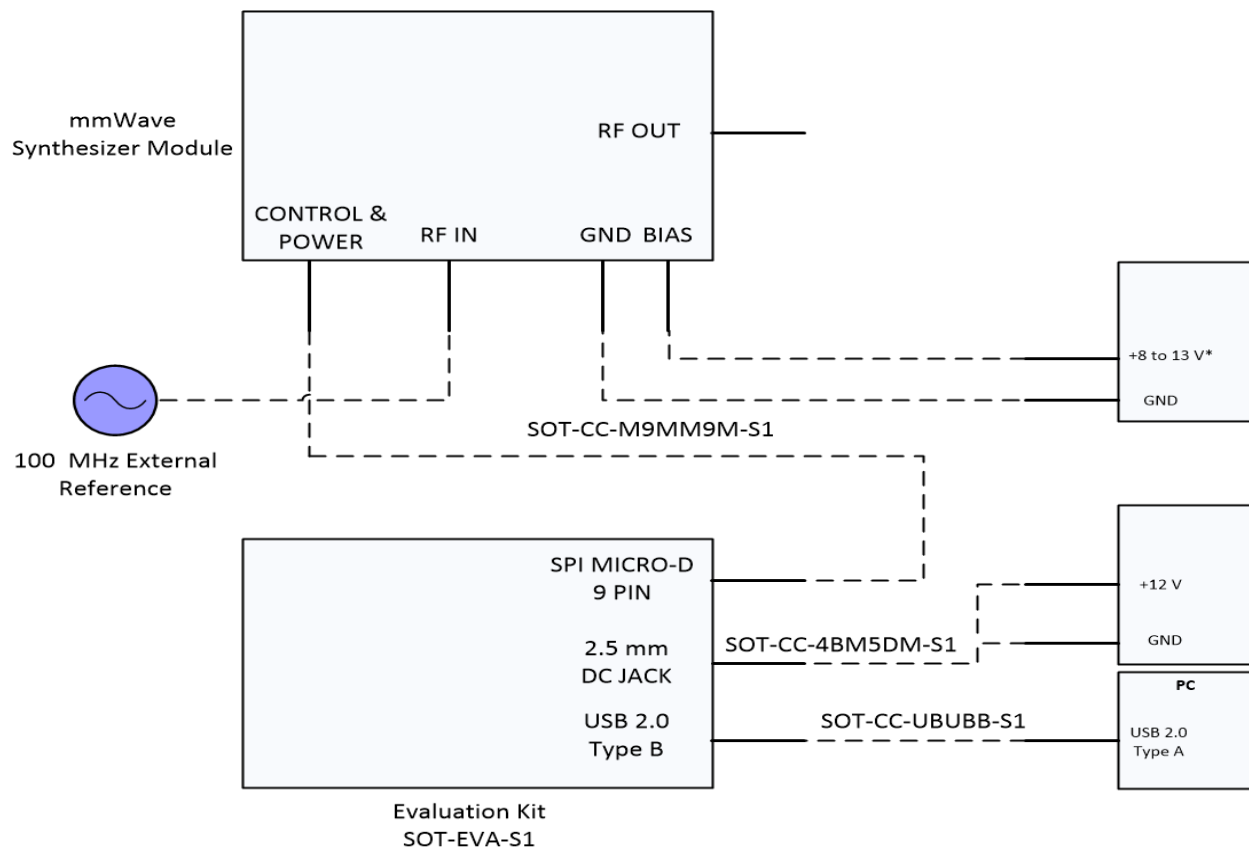 mmWave
Synthesizer Module
RF OUT
CONTROL &
POWER
RF IN
GND
BIAS
+8 to 13 V*
GND
SOT-CC-M9MM9M-S1
100  MHz External
Reference
SPI MICRO-D
9 PIN
+12 V
GND
2.5 mm
DC JACK
SOT-CC-4BM5DM-S1
PC
USB 2.0
Type B
SOT-CC-UBUBB-S1
USB 2.0
Type A
Evaluation Kit
SOT-EVA-S1